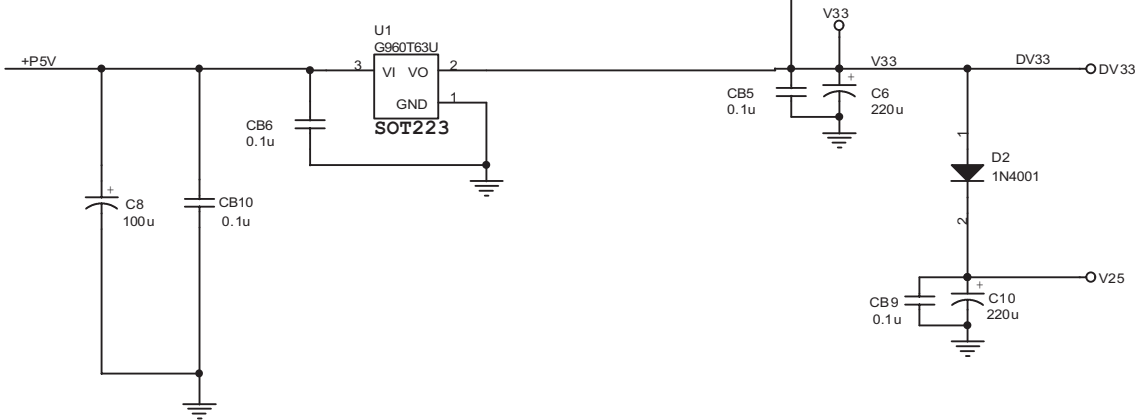 V33
U1
G960T63U
+P5V
3
VI
VO
2
V33
DV33
DV33
GND
1
SOT223
CB6
0.1u
CB5
0.1u
+
C6
220u
1
D2
1N4001
2
+
C8
100u
CB10
0.1u
V25
CB9
0.1u
+
C10
220u